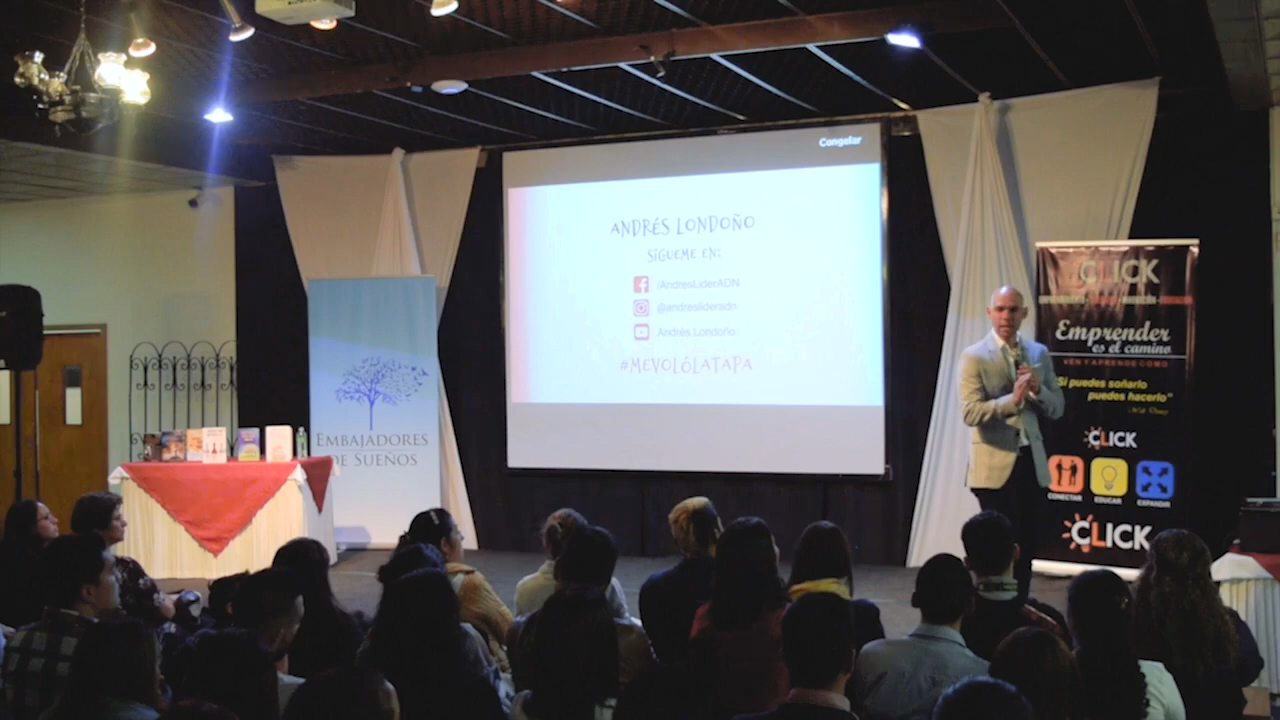 Congelar
ANDRÉS LONDOÑO
SÍGUEME EN:
/AndresLiderADN
@andreslideradn
Andrés Londoño
#MEVOLÓLATAPA
EMBAJADORES
DE SUEÑOS
CLICK
Emprender
es el camino
VEN Y APRENDE COMO
"Si puedes soñarlo
puedes hacerlo"
CLICK
CONECTAR
EDUCAR
EXPANDIR
CLICK